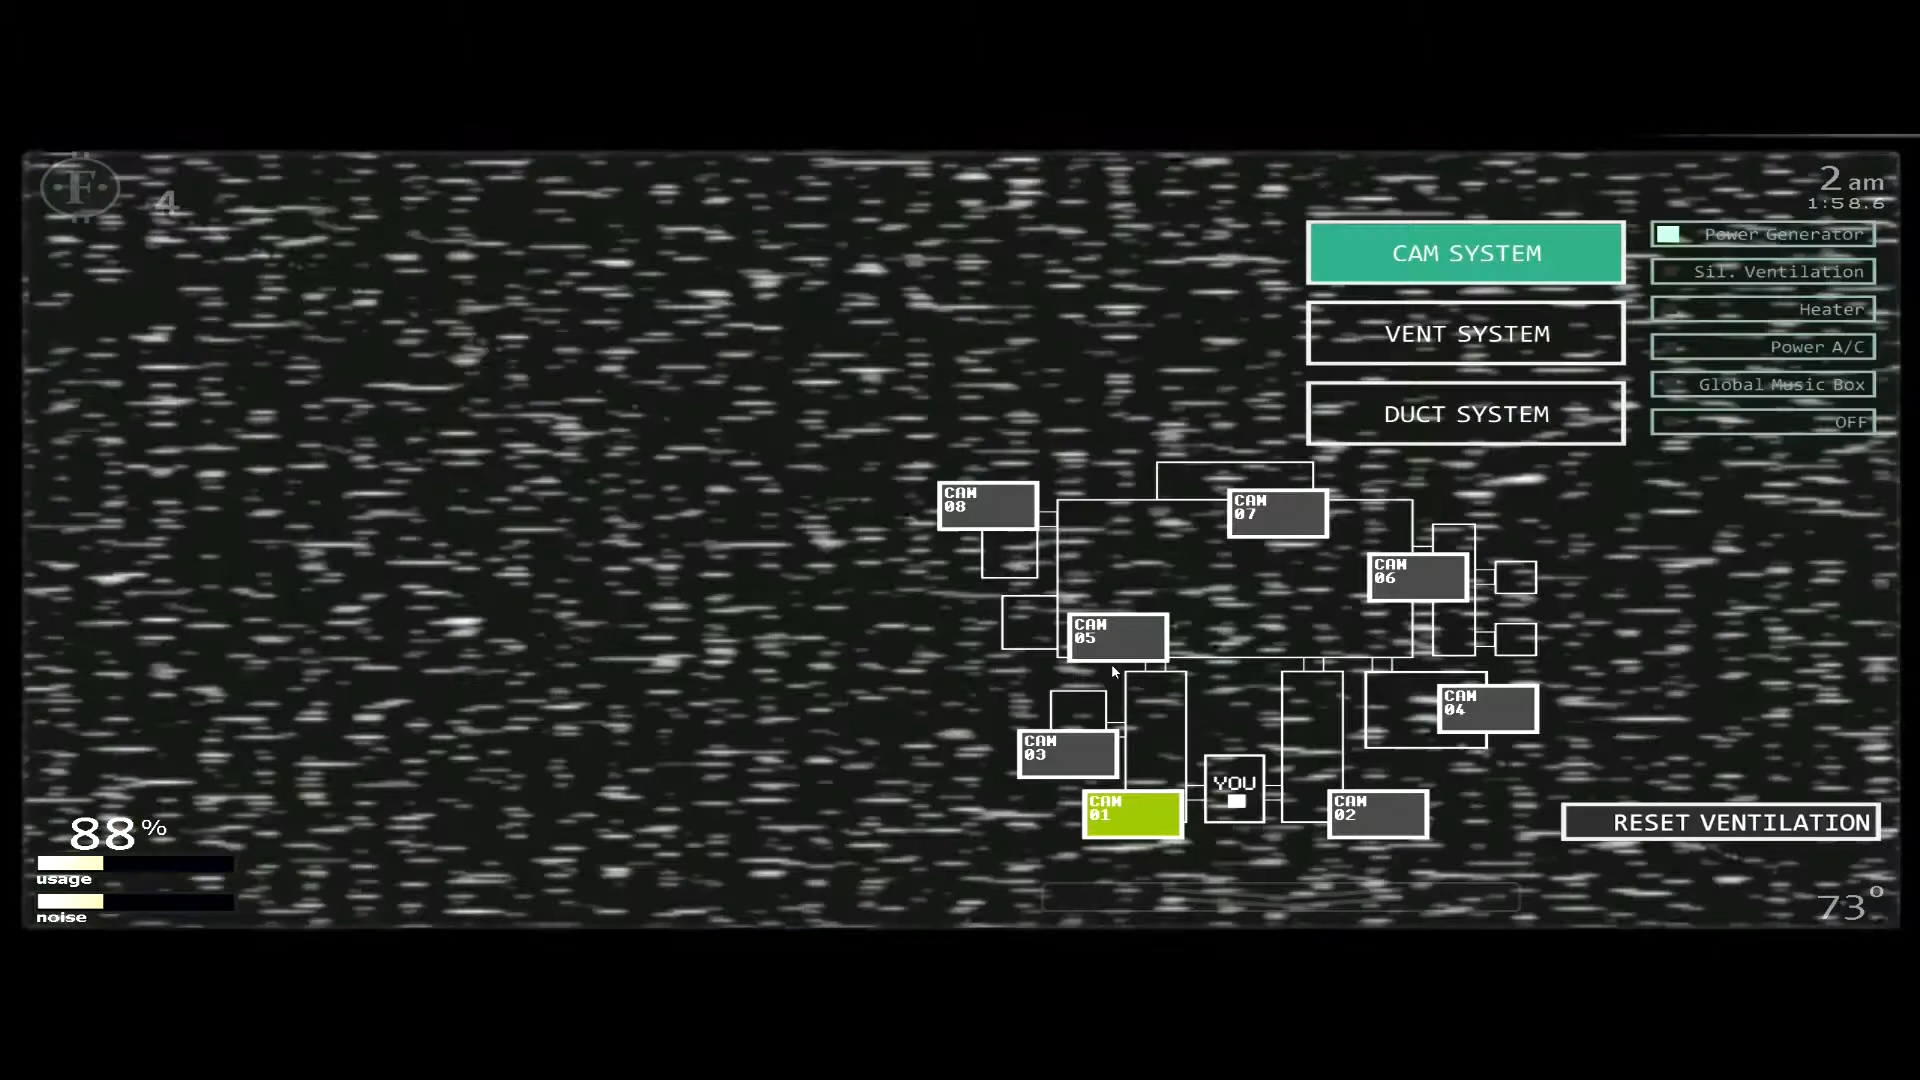 F
4
2 am
1:58.6
CAM SYSTEM
Power Generator
Sil. Ventilation
Heater
VENT SYSTEM
Power A/C
Global Music Box
DUCT SYSTEM
OFF
CAM
08
CAM
07
CAM
06
CAM
05
CAM
04
CAM
03
YOU
CAM
01
CAM
02
RESET VENTILATION
88%
usage
noise
73°